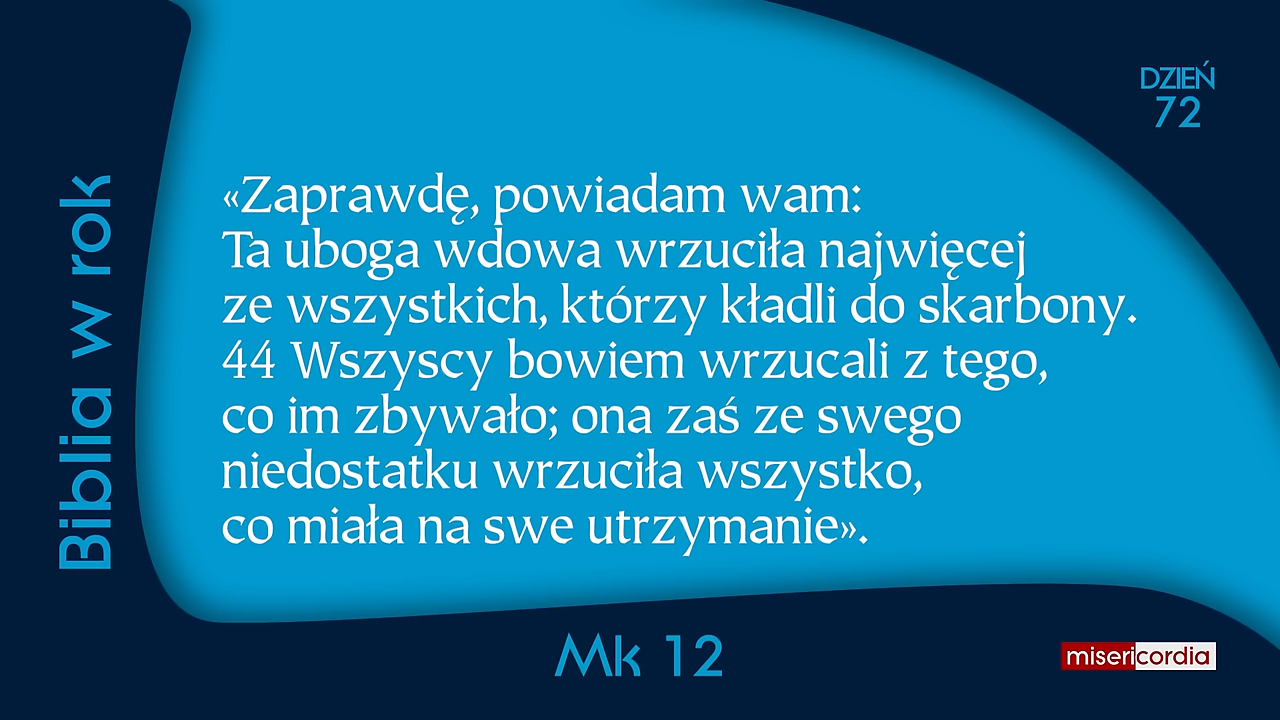 DZIEŃ
72
Biblia w rok
«Zaprawdę, powiadam wam:
Ta uboga wdowa wrzuciła najwięcej
ze wszystkich, którzy kładli do skarbony.
44 Wszyscy bowiem wrzucali z tego,
co im zbywało; ona zaś ze swego
niedostatku wrzuciła wszystko,
co miała na swe utrzymanie».
Mk 12
misericordia